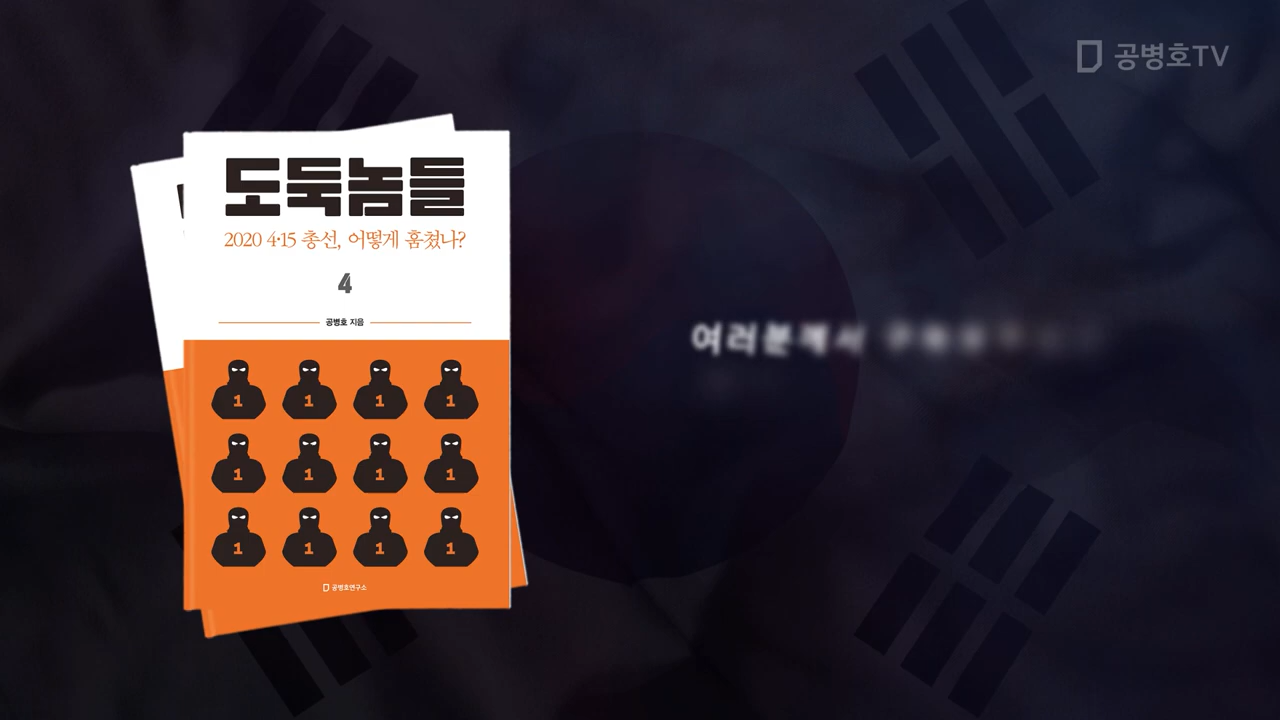 공병호TV
도둑놈들
2020 4·15 총선, 어떻게 훔쳤나?
4
공병호 지음
1 1 1 1
1 1 1 1
1 1 1 1
공병호연구소
여러분께서